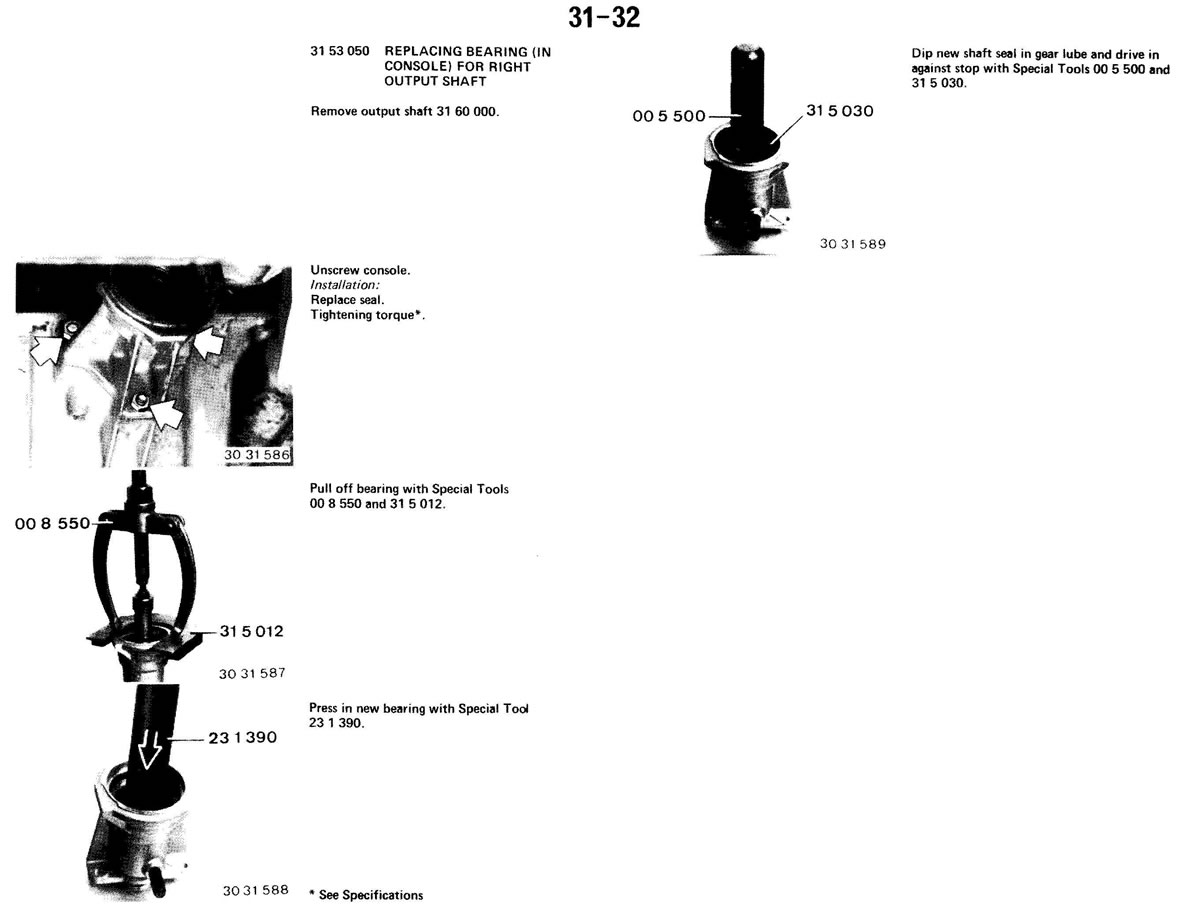 31-32
31 53 050 REPLACING BEARING (IN
CONSOLE) FOR RIGHT
OUTPUT SHAFT
Remove output shaft 31 60 000.
Unscrew console.
Installation:
Replace seal.
Tightening torque*.
30 31 586
Pull off bearing with Special Tools
00 8 550 and 31 5 012.
00 8 550
31 5 012
30 31 587
Press in new bearing with Special Tool
23 1 390.
23 1 390
30 31 588
* See Specifications
Dip new shaft seal in gear lube and drive in
against stop with Special Tools 00 5 500 and
31 5 030.
00 5 500
31 5 030
30 31 589